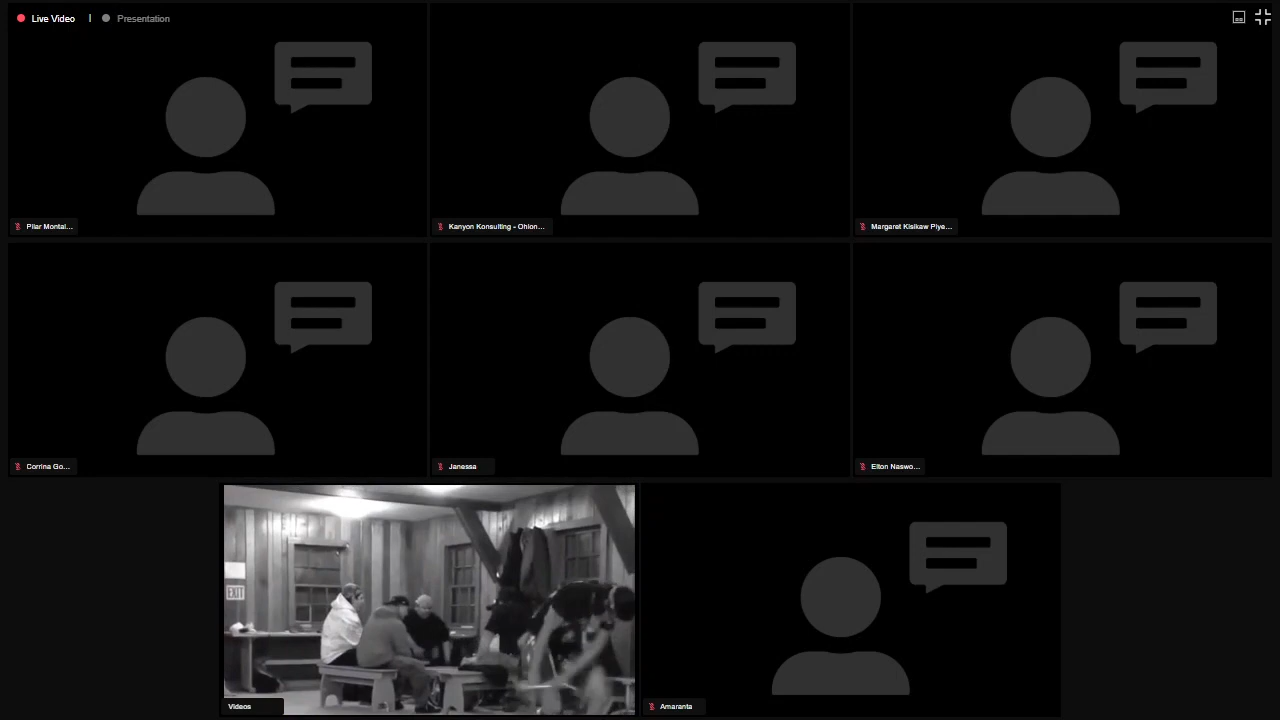 Live Video | Presentation
Pilar Montal...
Kanyon Konsulting - Ohlon...
Margaret Kisikaw Piye...
Corrina Go...
Janessa
Elton Naswo...
EXIT
Videos
Amaranta